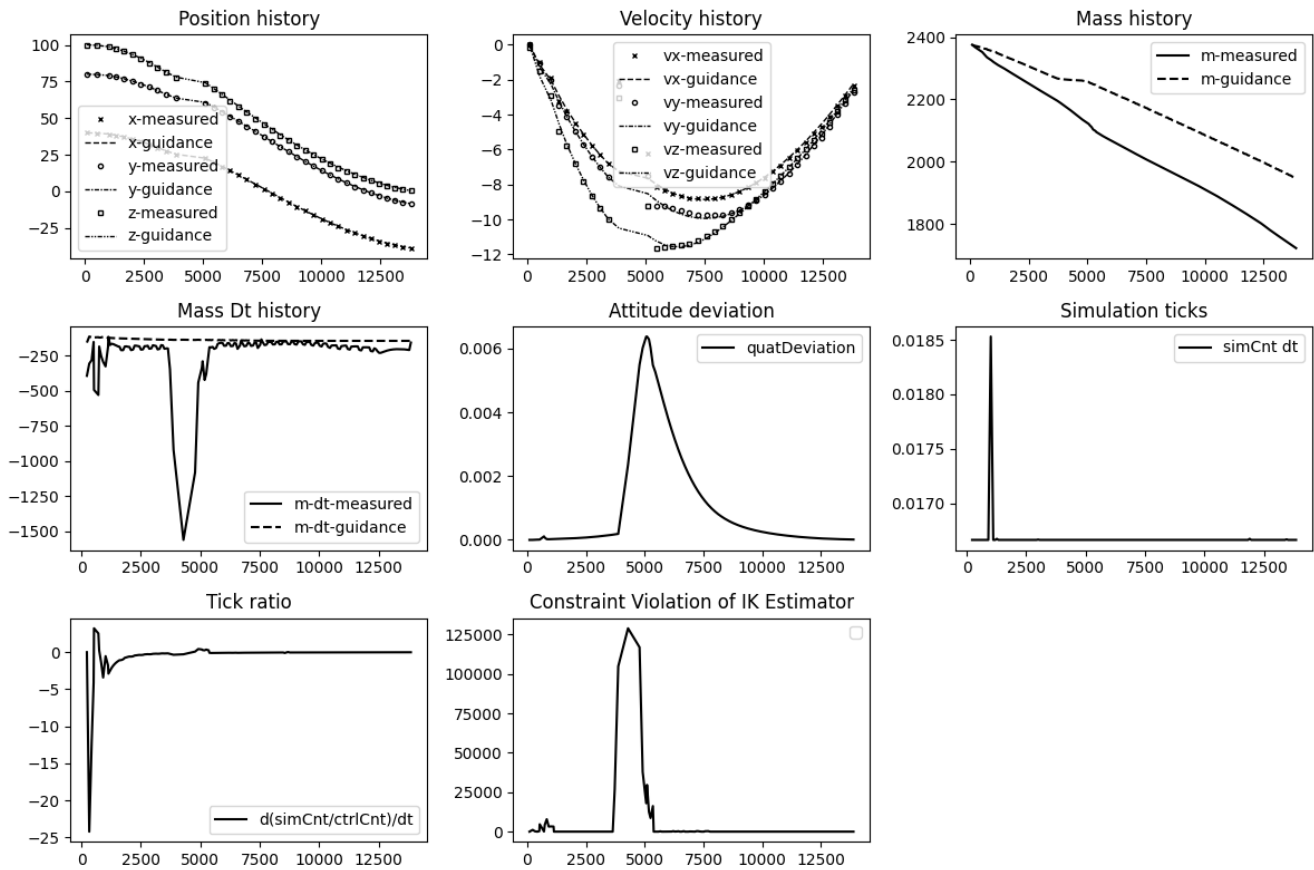 Position history
100
75
50
25
0
−25
x-measured
x-guidance
y-measured
y-guidance
z-measured
z-guidance
0 2500 5000 7500 10000 12500
Velocity history
0
−2
−4
−6
−8
−10
−12
vx-measured
vx-guidance
vy-measured
vy-guidance
vz-measured
vz-guidance
0 2500 5000 7500 10000 12500
Mass history
2400
2200
2000
1800
m-measured
m-guidance
0 2500 5000 7500 10000 12500
Mass Dt history
−250
−500
−750
−1000
−1250
−1500
m-dt-measured
m-dt-guidance
0 2500 5000 7500 10000 12500
Attitude deviation
0.006
0.004
0.002
0.000
quatDeviation
0 2500 5000 7500 10000 12500
Simulation ticks
0.0185
0.0180
0.0175
0.0170
simCnt dt
0 2500 5000 7500 10000 12500
Tick ratio
0
−5
−10
−15
−20
−25
d(simCnt/ctrlCnt)/dt
0 2500 5000 7500 10000 12500
Constraint Violation of IK Estimator
125000
100000
75000
50000
25000
0
0 2500 5000 7500 10000 12500